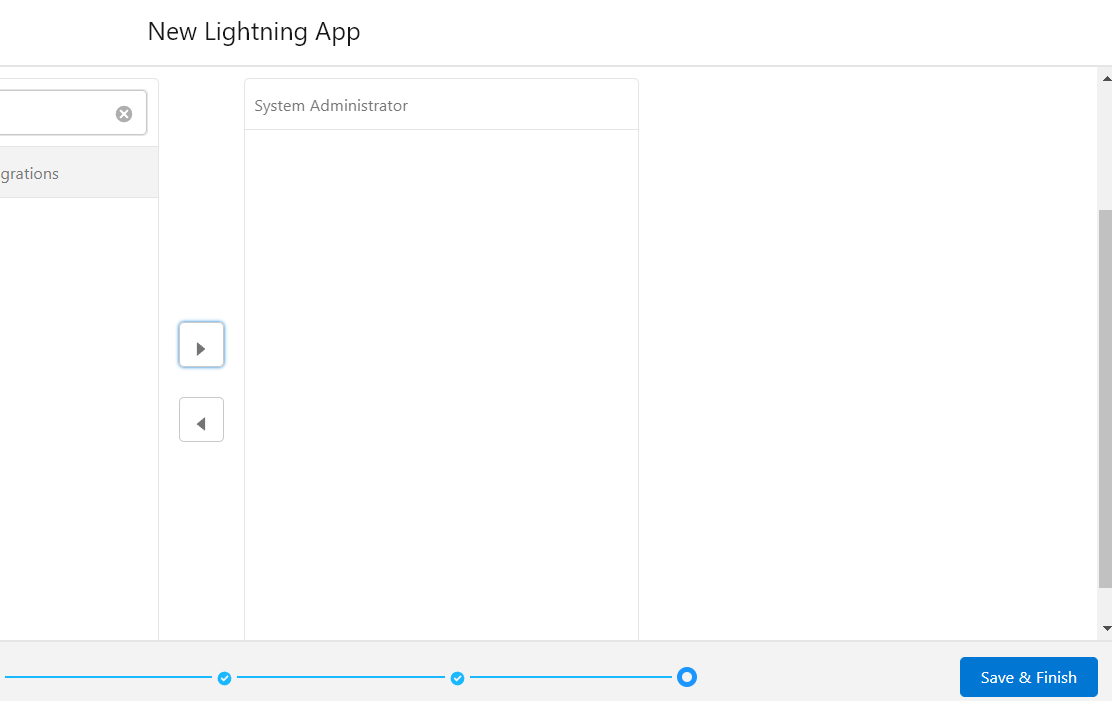 New Lightning App
System Administrator
grations
Save & Finish